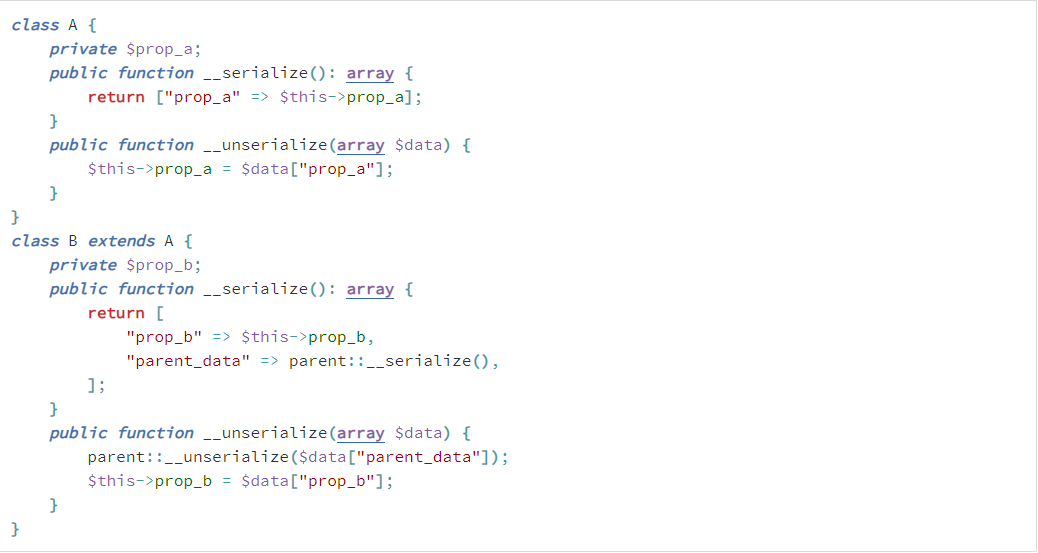 class A {
    private $prop_a;
    public function __serialize(): array {
        return ["prop_a" => $this->prop_a];
    }
    public function __unserialize(array $data) {
        $this->prop_a = $data["prop_a"];
    }
}
class B extends A {
    private $prop_b;
    public function __serialize(): array {
        return [
            "prop_b" => $this->prop_b,
            "parent_data" => parent::__serialize(),
        ];
    }
    public function __unserialize(array $data) {
        parent::__unserialize($data["parent_data"]);
        $this->prop_b = $data["prop_b"];
    }
}